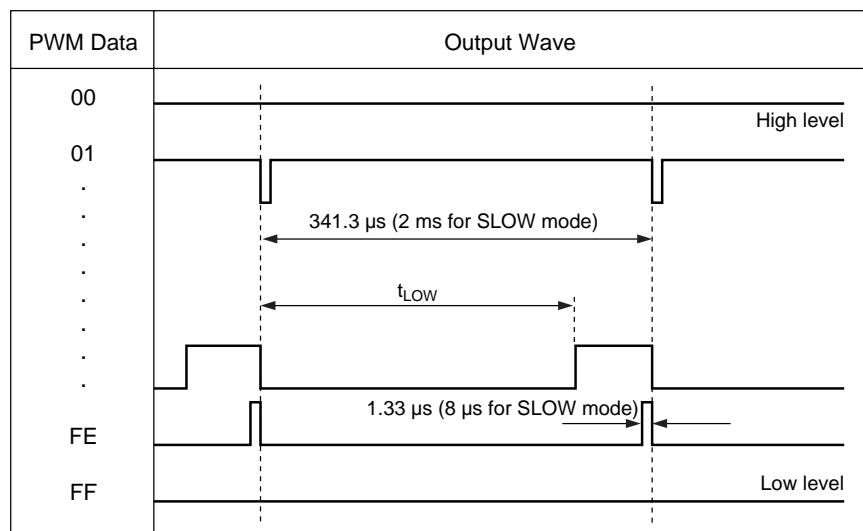 PWM Data Output Wave
00
High level
01
.
.
341.3 µs (2 ms for SLOW mode)
.
.
.
tLOW
.
.
.
1.33 µs (8 µs for SLOW mode)
FE
FF
Low level